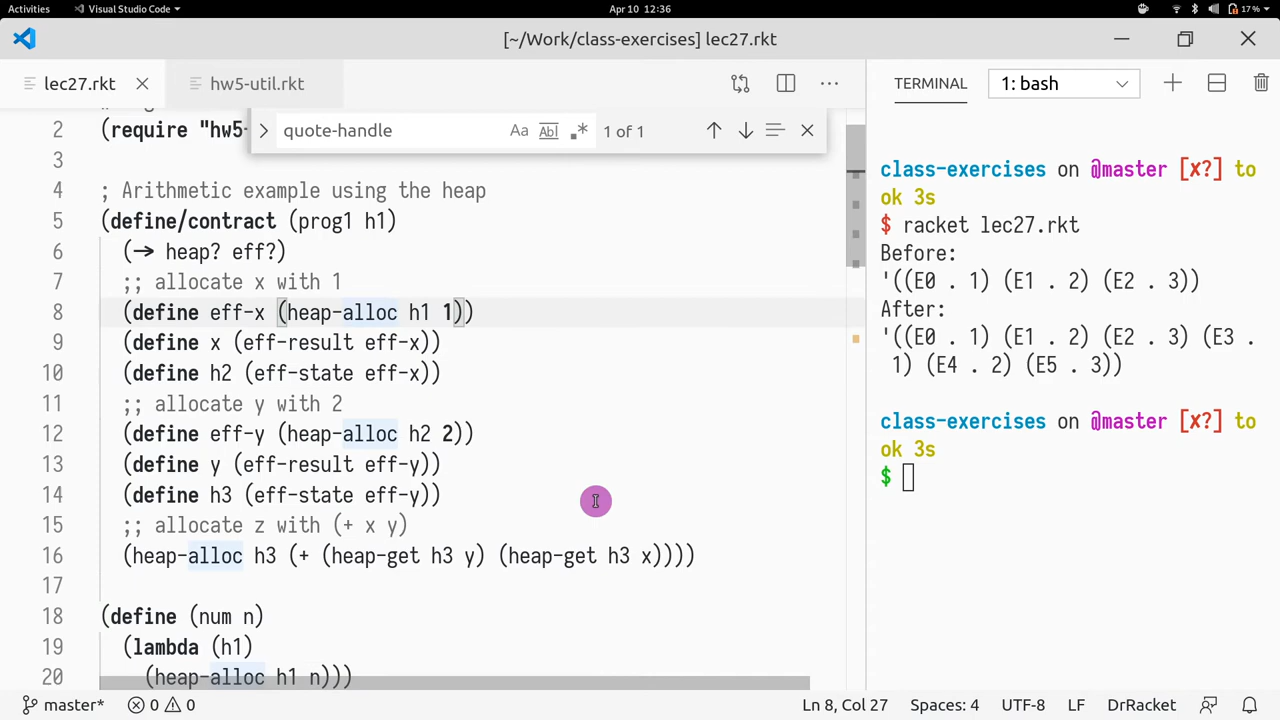 Activities Visual Studio Code Apr 10 12:36 17%
[~/Work/class-exercises] lec27.rkt
lec27.rkt hw5-util.rkt TERMINAL 1: bash
quote-handle Aa Abl 1 of 1
2 (require "hw5-
3
4 ; Arithmetic example using the heap
5 (define/contract (prog1 h1)
6 (→ heap? eff?)
7 ;; allocate x with 1
8 (define eff-x (heap-alloc h1 1))
9 (define x (eff-result eff-x))
10 (define h2 (eff-state eff-x))
11 ;; allocate y with 2
12 (define eff-y (heap-alloc h2 2))
13 (define y (eff-result eff-y))
14 (define h3 (eff-state eff-y))
15 ;; allocate z with (+ x y)
16 (heap-alloc h3 (+ (heap-get h3 y) (heap-get h3 x))))
17
18 (define (num n)
19 (lambda (h1)
20 (heap-alloc h1 n)))
class-exercises on @master [✘?] to
ok 3s
$ racket lec27.rkt
Before:
'((E0 . 1) (E1 . 2) (E2 . 3))
After:
'((E0 . 1) (E1 . 2) (E2 . 3) (E3 .
1) (E4 . 2) (E5 . 3))
class-exercises on @master [✘?] to
ok 3s
$
master* 0 0 Ln 8, Col 27 Spaces: 4 UTF-8 LF DrRacket